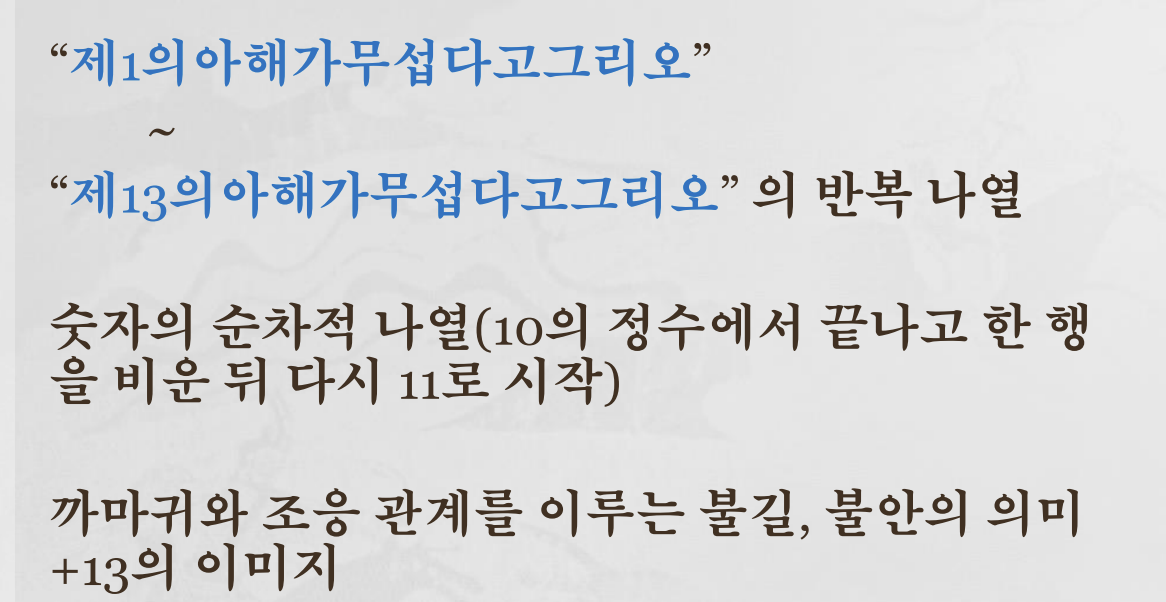 “제1의아해가무섭다고그리오”
~
“제13의아해가무섭다고그리오” 의 반복 나열
숫자의 순차적 나열(10의 정수에서 끝나고 한 행
을 비운 뒤 다시 11로 시작)
까마귀와 조응 관계를 이루는 불길, 불안의 의미
+13의 이미지